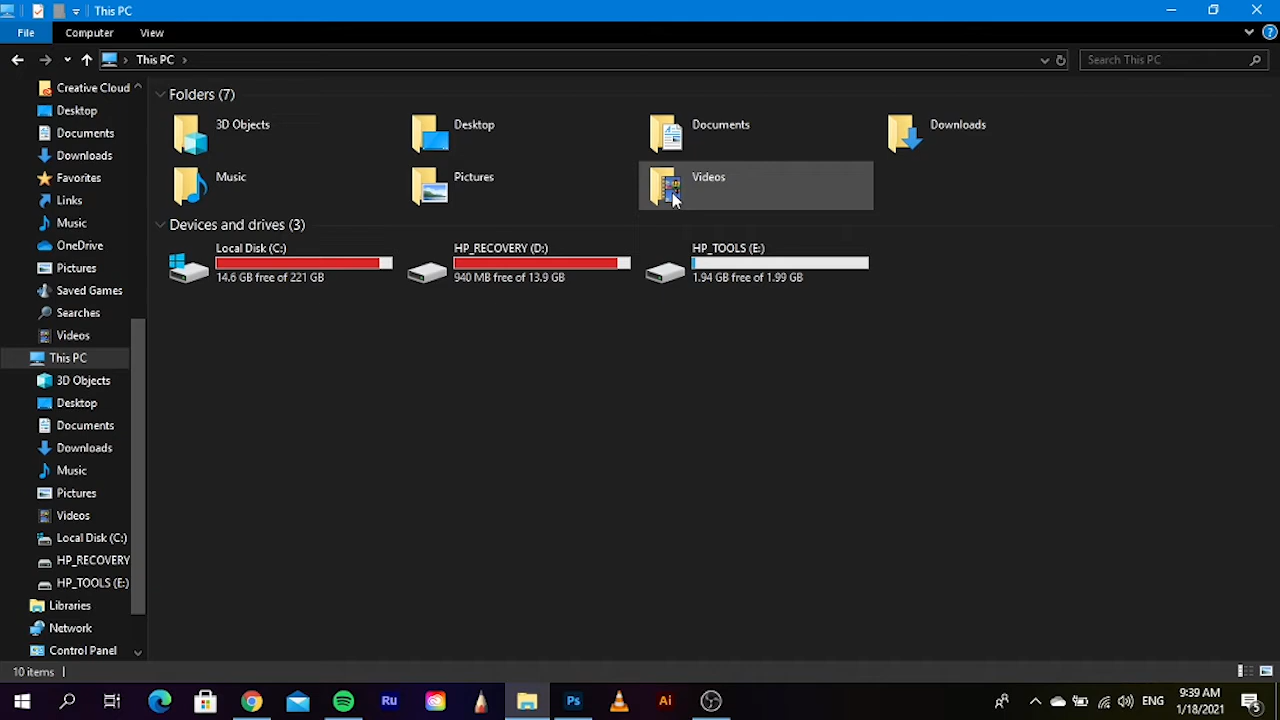 This PC
File Computer View
This PC
Search This PC
Creative Cloud
Desktop
Documents
Downloads
Favorites
Links
Music
OneDrive
Pictures
Saved Games
Searches
Videos
This PC
3D Objects
Desktop
Documents
Downloads
Music
Pictures
Videos
Local Disk (C:)
HP_RECOVERY
HP_TOOLS (E:)
Libraries
Network
Control Panel
Folders (7)
3D Objects Desktop Documents Downloads
Music Pictures Videos
Devices and drives (3)
Local Disk (C:) HP_RECOVERY (D:) HP_TOOLS (E:)
14.6 GB free of 221 GB 940 MB free of 13.9 GB 1.94 GB free of 1.99 GB
10 items
Ru Ps Ai ENG
9:39 AM
1/18/2021
5